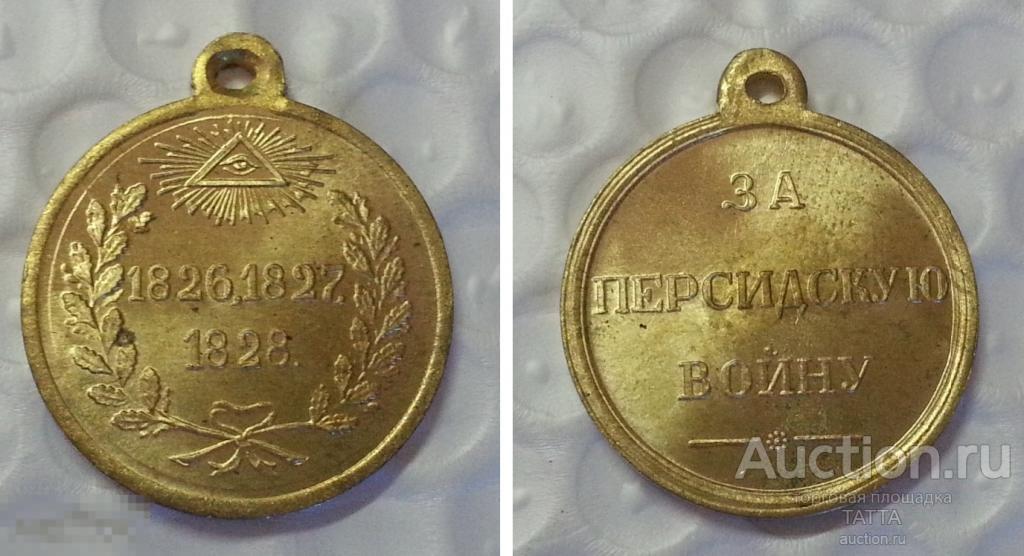 1826,1827,
1828.
ЗА
ПЕРСИДСКУЮ
ВОЙНУ
Auction.ru
торговая площадка
ТАТТА
auction.ru